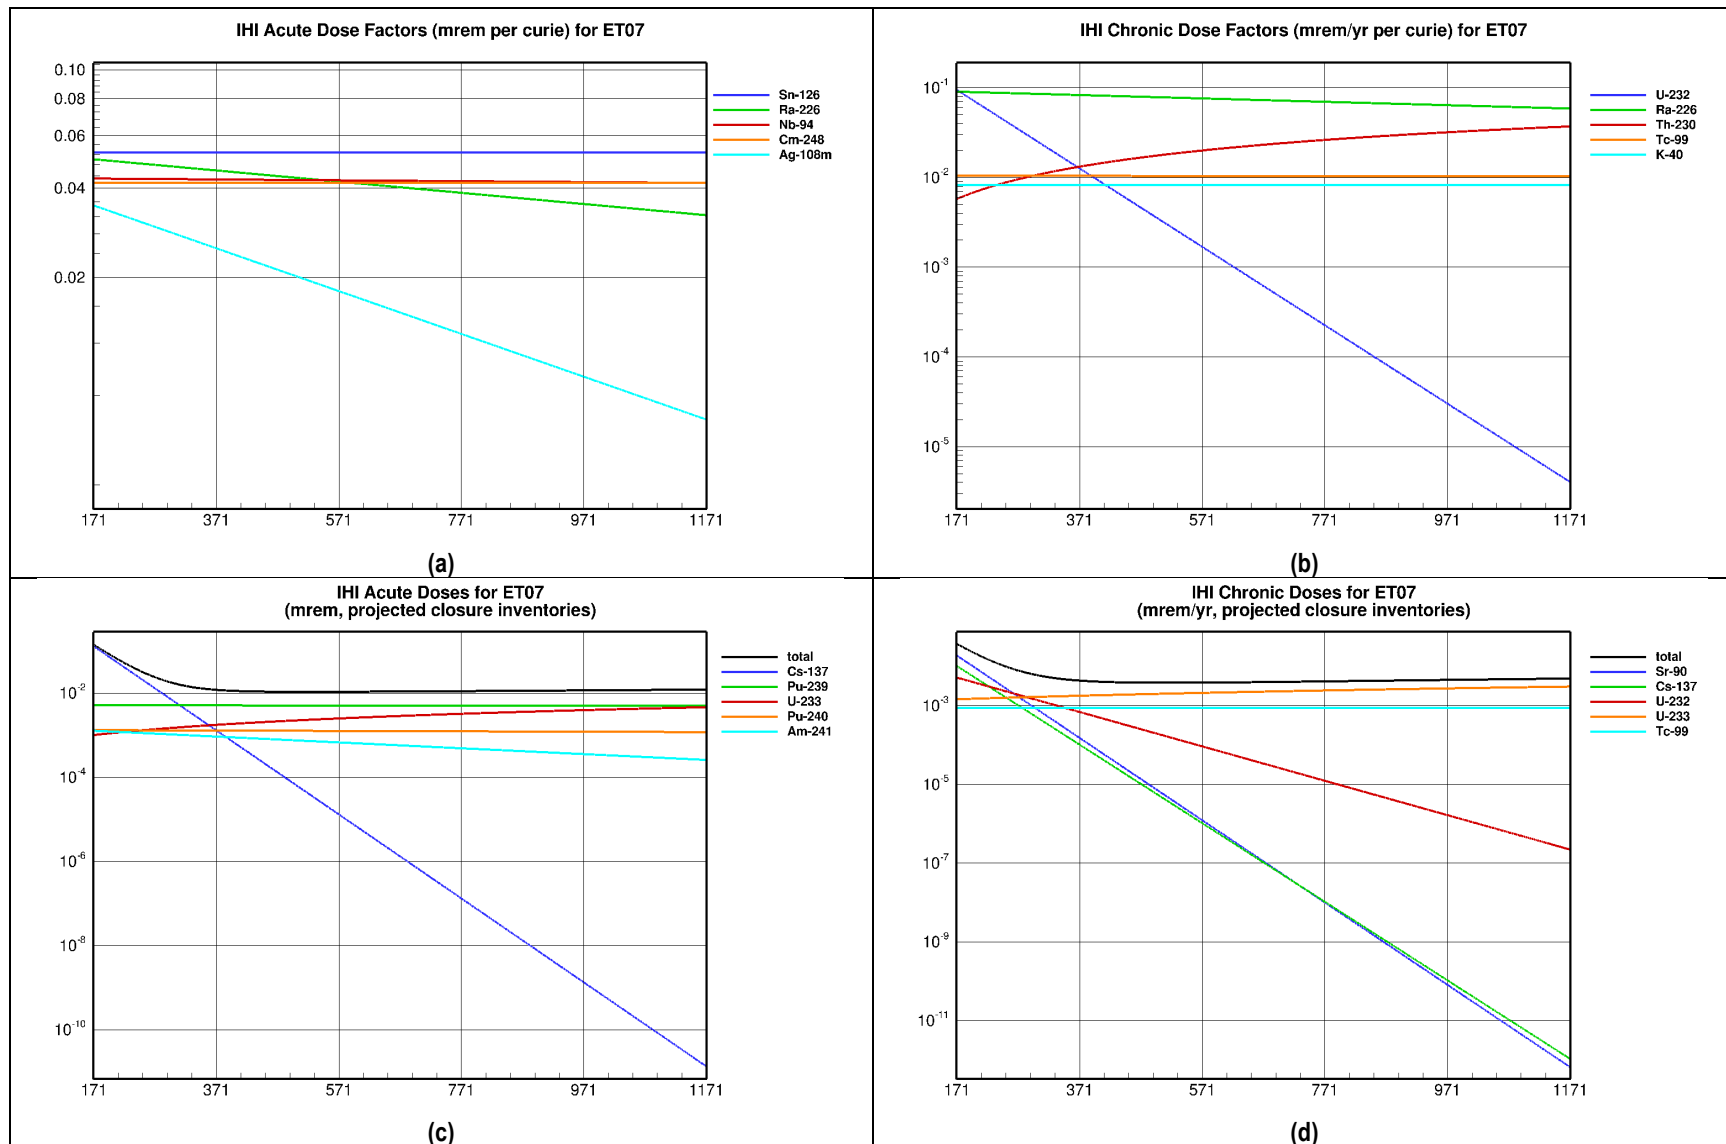 IHI Acute Dose Factors (mrem per curie) for ET07
0.10
0.08
0.06
0.04
0.02
171 371 571 771 971 1171
Sn-126
Ra-226
Nb-94
Cm-248
Ag-108m
(a)
IHI Chronic Dose Factors (mrem/yr per curie) for ET07
10⁻¹
10⁻²
10⁻³
10⁻⁴
10⁻⁵
171 371 571 771 971 1171
U-232
Ra-226
Th-230
Tc-99
K-40
(b)
IHI Acute Doses for ET07
(mrem, projected closure inventories)
10⁻²
10⁻⁴
10⁻⁶
10⁻⁸
10⁻¹⁰
171 371 571 771 971 1171
total
Cs-137
Pu-239
U-233
Pu-240
Am-241
(c)
IHI Chronic Doses for ET07
(mrem/yr, projected closure inventories)
10⁻³
10⁻⁵
10⁻⁷
10⁻⁹
10⁻¹¹
171 371 571 771 971 1171
total
Sr-90
Cs-137
U-232
U-233
Tc-99
(d)